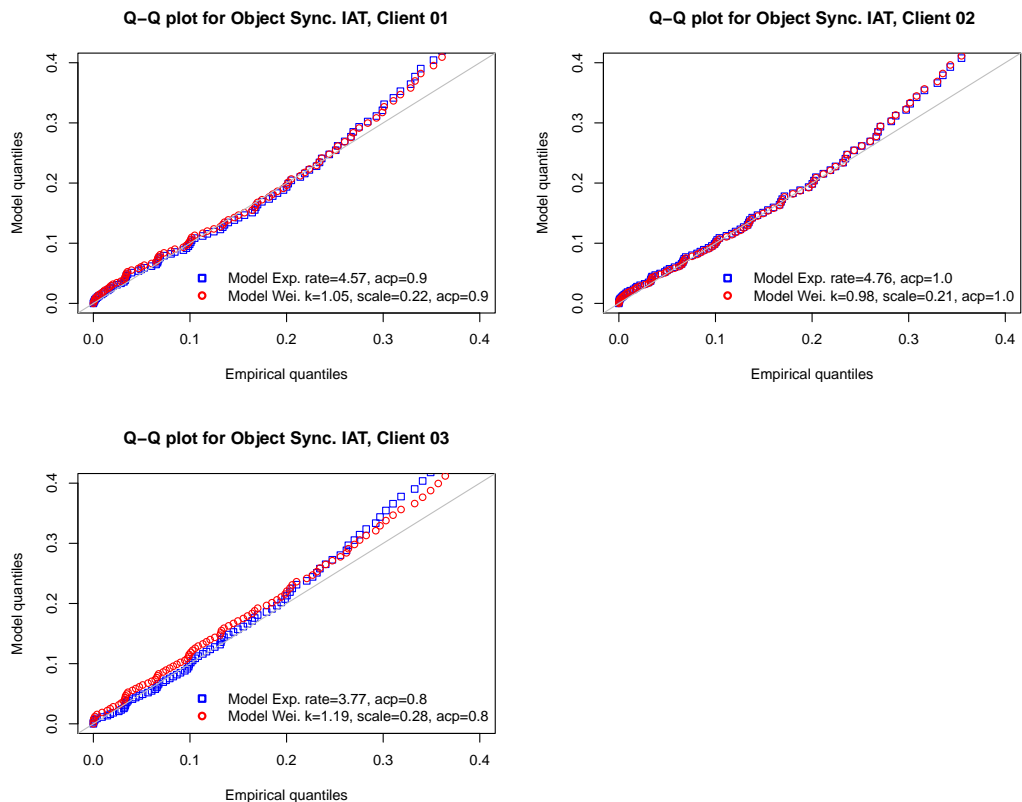 Q−Q plot for Object Sync. IAT, Client 01
0.4
0.3
0.2
0.1
0.0
Model quantiles
Model Exp. rate=4.57, acp=0.9
Model Wei. k=1.05, scale=0.22, acp=0.9
0.0 0.1 0.2 0.3 0.4
Empirical quantiles
Q−Q plot for Object Sync. IAT, Client 02
0.4
0.3
0.2
0.1
0.0
Model quantiles
Model Exp. rate=4.76, acp=1.0
Model Wei. k=0.98, scale=0.21, acp=1.0
0.0 0.1 0.2 0.3 0.4
Empirical quantiles
Q−Q plot for Object Sync. IAT, Client 03
0.4
0.3
0.2
0.1
0.0
Model quantiles
Model Exp. rate=3.77, acp=0.8
Model Wei. k=1.19, scale=0.28, acp=0.8
0.0 0.1 0.2 0.3 0.4
Empirical quantiles